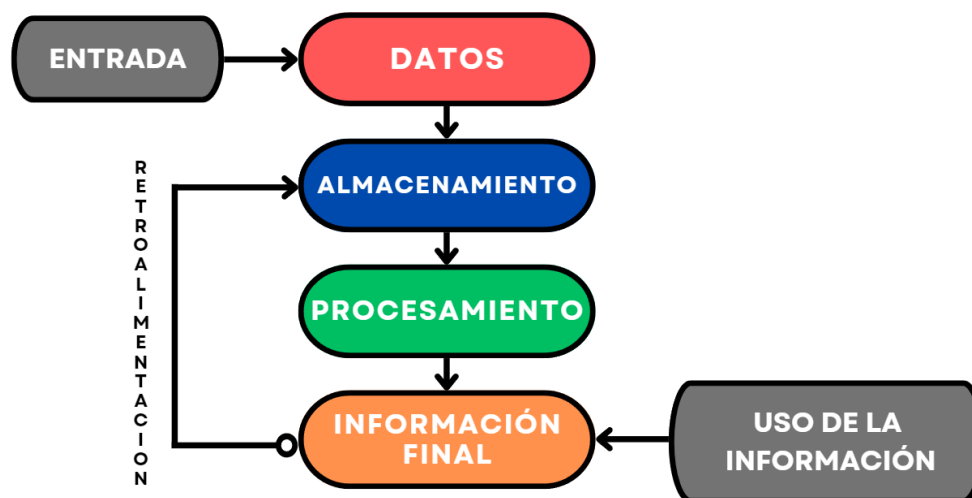 ENTRADA
DATOS
ALMACENAMIENTO
RETROALIMENTACION
PROCESAMIENTO
INFORMACIÓN
FINAL
USO DE LA
INFORMACIÓN